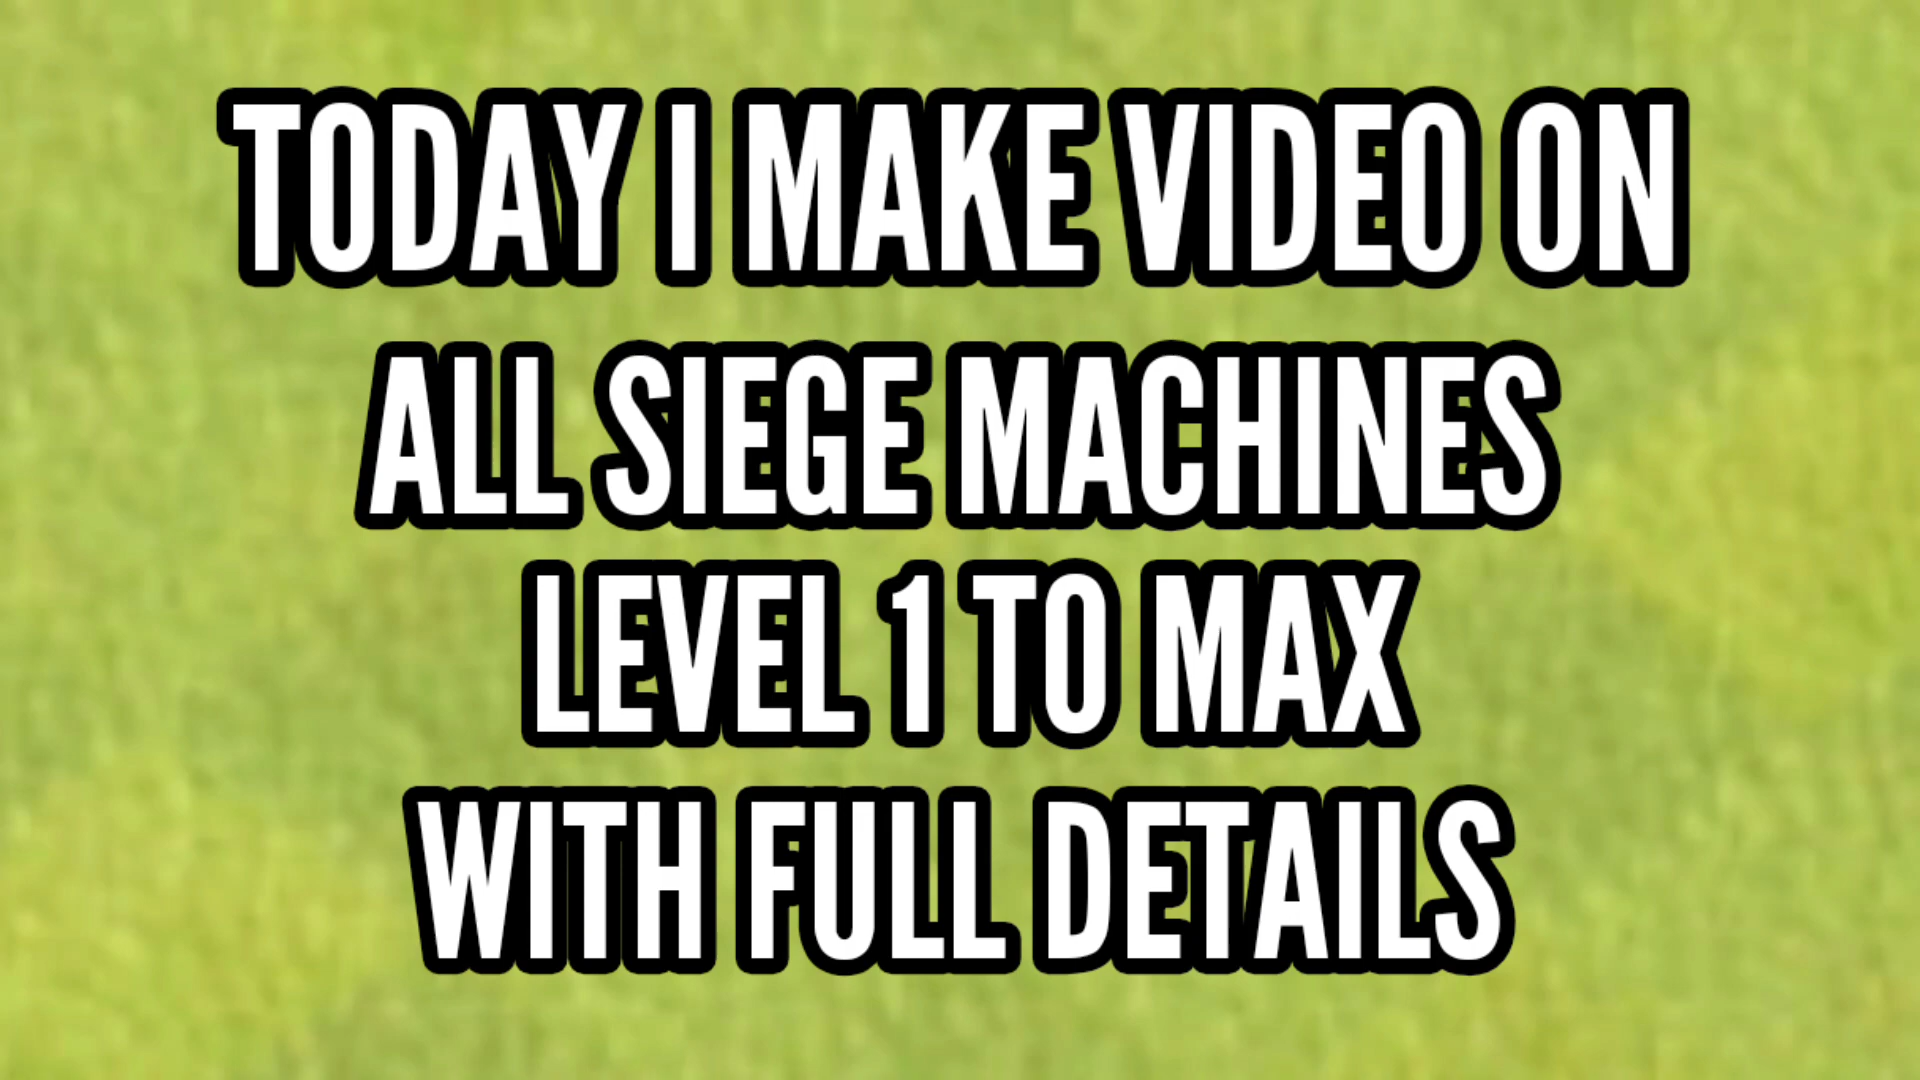 TODAY I MAKE VIDEO ON
ALL SIEGE MACHINES
LEVEL 1 TO MAX
WITH FULL DETAILS